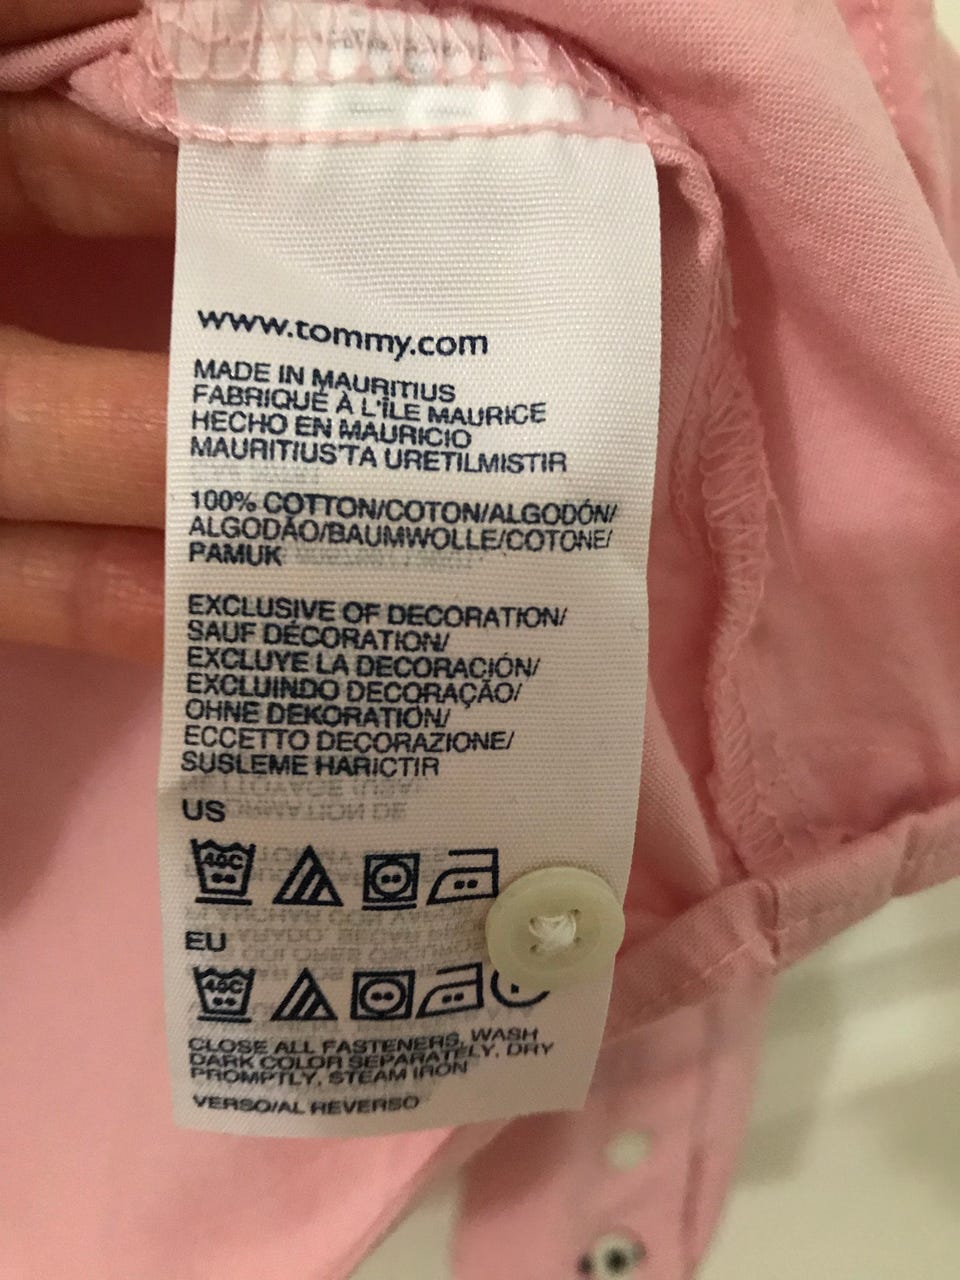 www.tommy.com
MADE IN MAURITIUS
FABRIQUÉ À L'ÎLE MAURICE
HECHO EN MAURICIO
MAURITIUS'TA URETILMISTIR
100% COTTON/COTON/ALGODÓN/
ALGODÃO/BAUMWOLLE/COTONE/
PAMUK
EXCLUSIVE OF DECORATION/
SAUF DÉCORATION/
EXCLUYE LA DECORACIÓN/
EXCLUINDO DECORAÇÃO/
OHNE DEKORATION/
ECCETTO DECORAZIONE/
SUSLEME HARICTIR
US
40C
EU
40C
CLOSE ALL FASTENERS, WASH
DARK COLOR SEPARATELY, DRY
PROMPTLY, STEAM IRON
VERSO/AL REVERSO